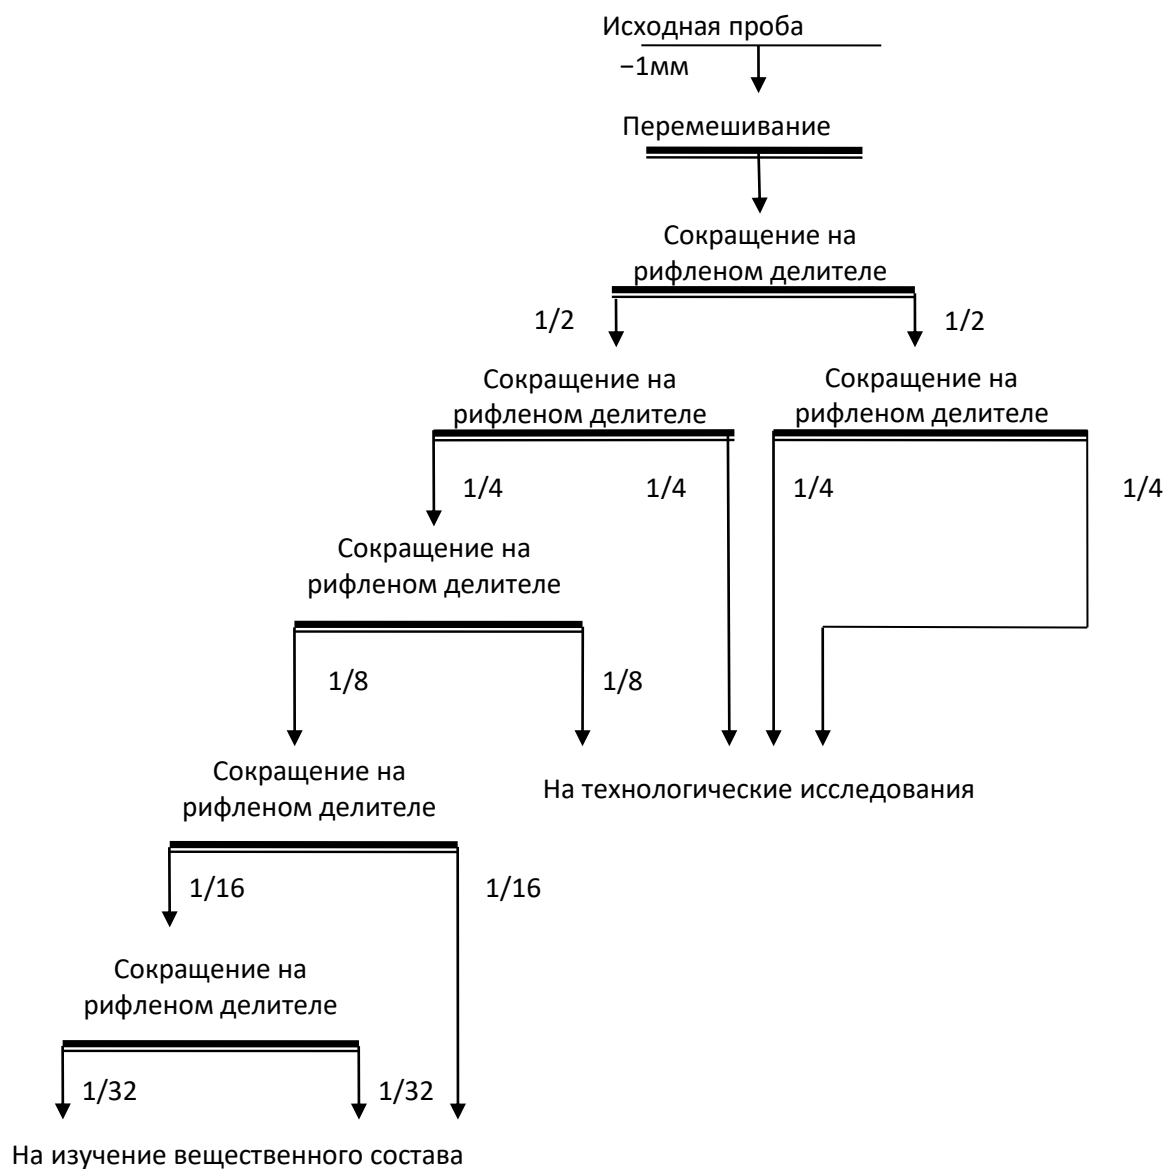 Исходная проба
−1мм
Перемешивание
Сокращение на
рифленом делителе
1/2
1/2
Сокращение на
рифленом делителе
Сокращение на
рифленом делителе
1/4
1/4
1/4
1/4
Сокращение на
рифленом делителе
1/8
1/8
Сокращение на
рифленом делителе
На технологические исследования
1/16
1/16
Сокращение на
рифленом делителе
1/32
1/32
На изучение вещественного состава